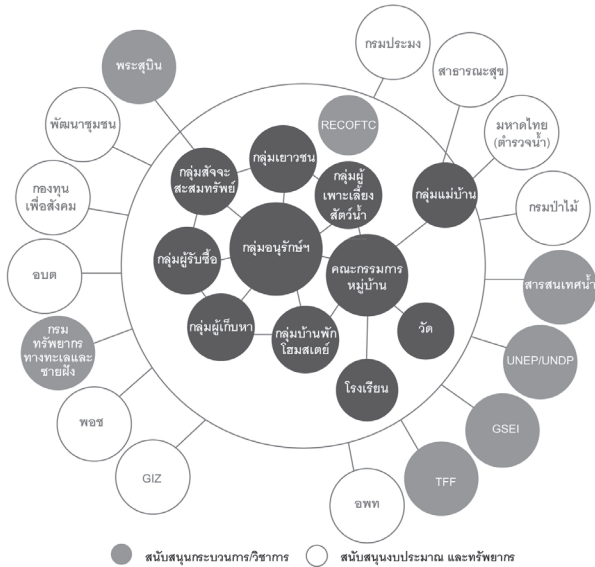 กรมประมง
พระสุบิน
สาธารณะสุข
RECOFTC
พัฒนาชุมชน
มหาดไทย
(ตำรวจน้ำ)
กลุ่มเยาวชน
กลุ่มสัจจะ
สะสมทรัพย์
กลุ่มผู้
เพาะเลี้ยง
สัตว์น้ำ
กลุ่มแม่บ้าน
กองทุน
เพื่อสังคม
กรมป่าไม้
กลุ่มอนุรักษ์ฯ
กลุ่มผู้รับซื้อ
คณะกรรมการ
หมู่บ้าน
อบต
สารสนเทศน้ำ
กลุ่มผู้เก็บหา
กลุ่มบ้านพัก
โฮมสเตย์
วัด
กรม
ทรัพยากร
ทางทะเลและ
ชายฝั่ง
UNEP/UNDP
โรงเรียน
พอช
GSEI
GIZ
TFF
อพท
สนับสนุนกระบวนการ/วิชาการ
สนับสนุนงบประมาณ และทรัพยากร